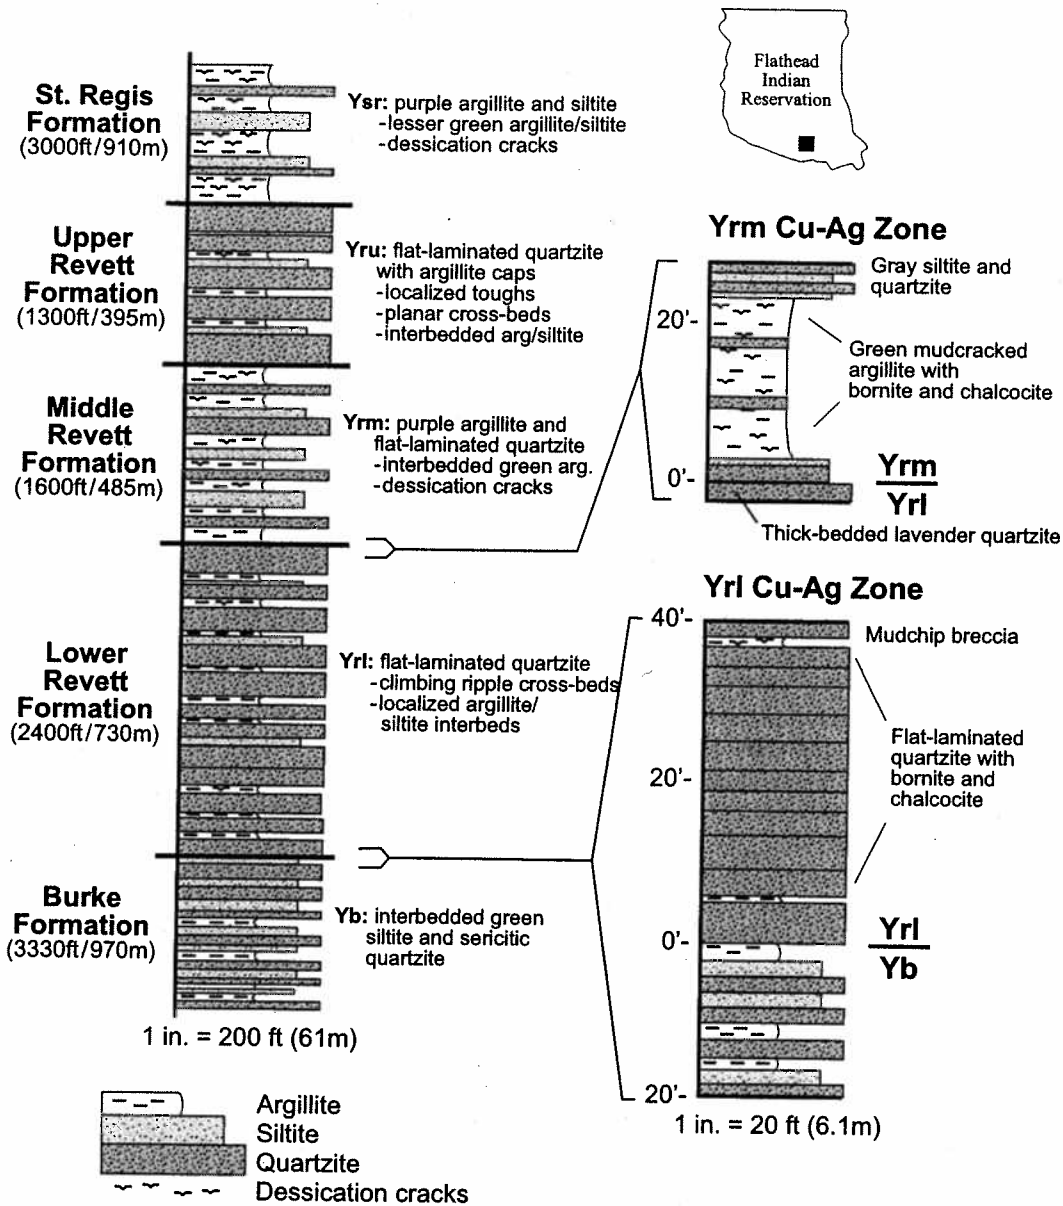 St. Regis
Formation
(3000ft/910m)
Ysr: purple argillite and siltite
-lesser green argillite/siltite
-dessication cracks
Upper
Revett
Formation
(1300ft/395m)
Yru: flat-laminated quartzite
with argillite caps
-localized toughs
-planar cross-beds
-interbedded arg/siltite
Middle
Revett
Formation
(1600ft/485m)
Yrm: purple argillite and
flat-laminated quartzite
-interbedded green arg.
-dessication cracks
Lower
Revett
Formation
(2400ft/730m)
Yrl: flat-laminated quartzite
-climbing ripple cross-beds
-localized argillite/
siltite interbeds
Burke
Formation
(3330ft/970m)
Yb: interbedded green
siltite and sericitic
quartzite
1 in. = 200 ft (61m)
Argillite
Siltite
Quartzite
Dessication cracks
Flathead
Indian
Reservation
Yrm Cu-Ag Zone
Gray siltite and
quartzite
20'-
Green mudcracked
argillite with
bornite and chalcocite
0'-
Yrm
Yrl
Thick-bedded lavender quartzite
Yrl Cu-Ag Zone
40'-
Mudchip breccia
Flat-laminated
quartzite with
bornite and
chalcocite
20'-
Yrl
0'-
Yb
20'-
1 in. = 20 ft (6.1m)